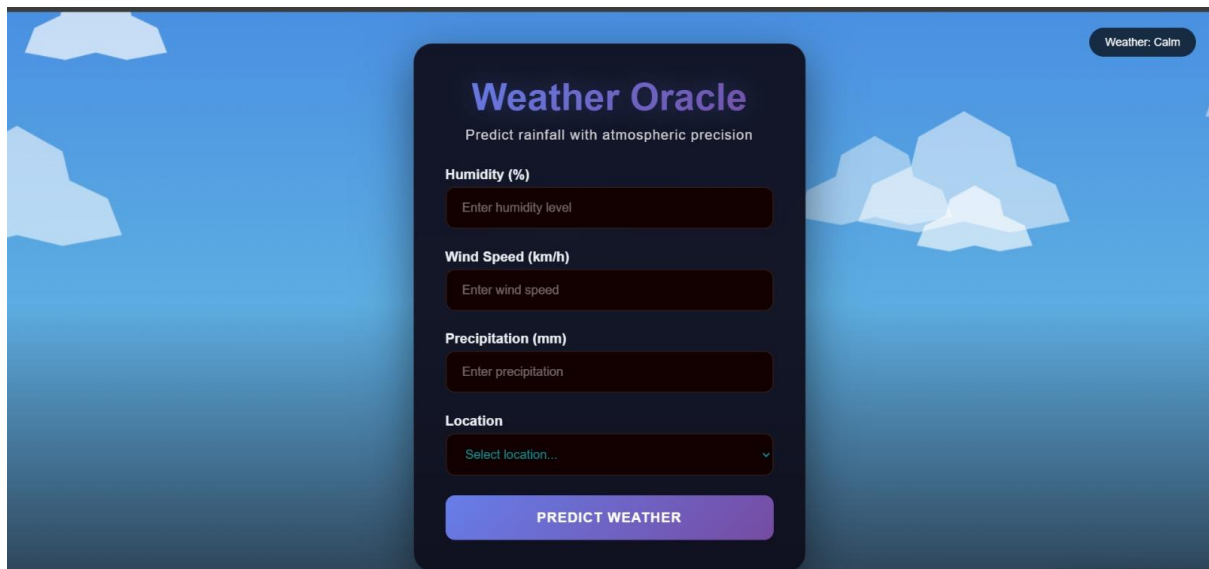 Weather: Calm
Weather Oracle
Predict rainfall with atmospheric precision
Humidity (%)
Enter humidity level
Wind Speed (km/h)
Enter wind speed
Precipitation (mm)
Enter precipitation
Location
Select location...
PREDICT WEATHER